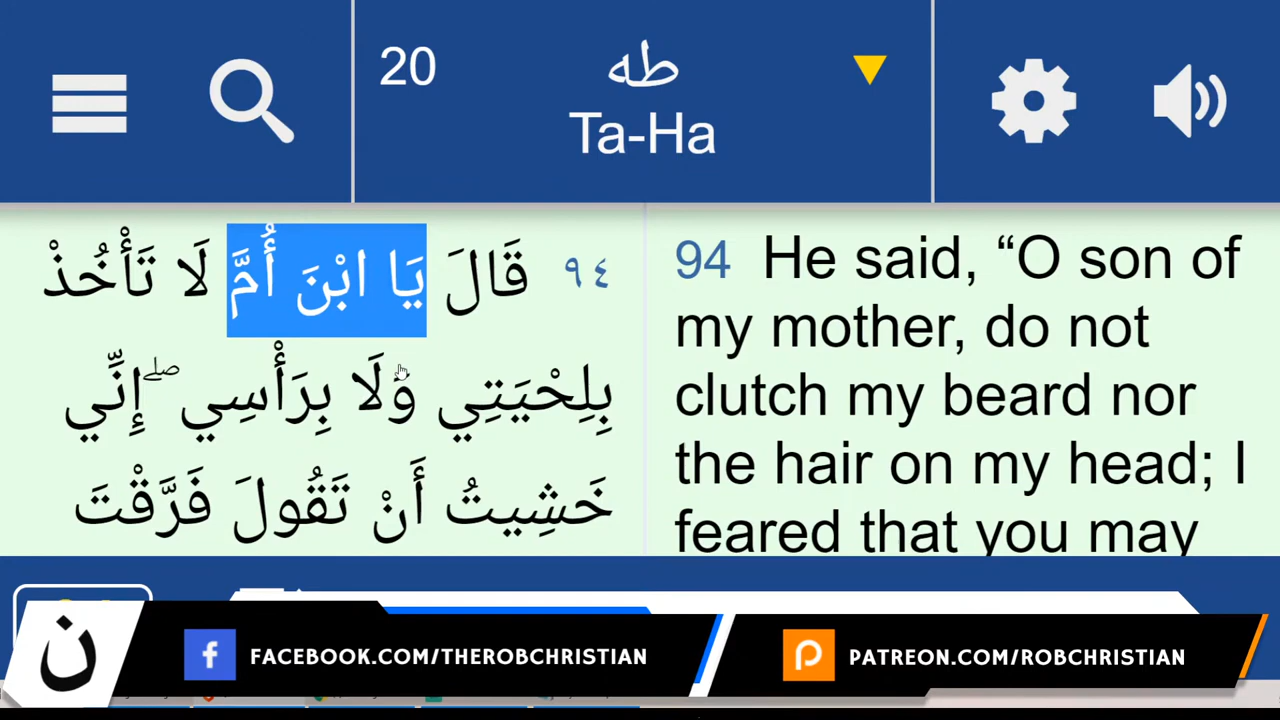 20
طه
Ta-Ha
٩٤ قَالَ يَا ابْنَ أُمَّ لَا تَأْخُذْ
بِلِحْيَتِي وَلَا بِرَأْسِي ۖ إِنِّي
خَشِيتُ أَنْ تَقُولَ فَرَّقْتَ
94 He said, “O son of
my mother, do not
clutch my beard nor
the hair on my head; I
feared that you may
ن
FACEBOOK.COM/THEROBCHRISTIAN
PATREON.COM/ROBCHRISTIAN